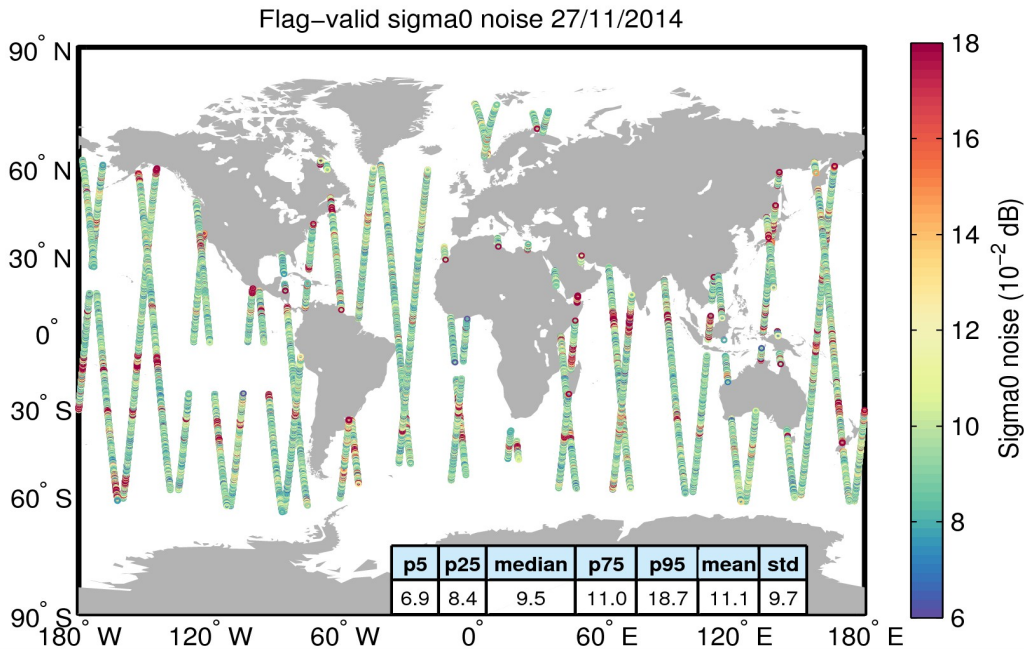 Flag−valid sigma0 noise 27/11/2014
90° N
60° N
30° N
0°
30° S
60° S
90° S
180° W 120° W 60° W 0° 60° E 120° E 180° E
p5 p25 median p75 p95 mean std
6.9 8.4 9.5 11.0 18.7 11.1 9.7
18
16
14
12
10
8
6
Sigma0 noise (10⁻² dB)